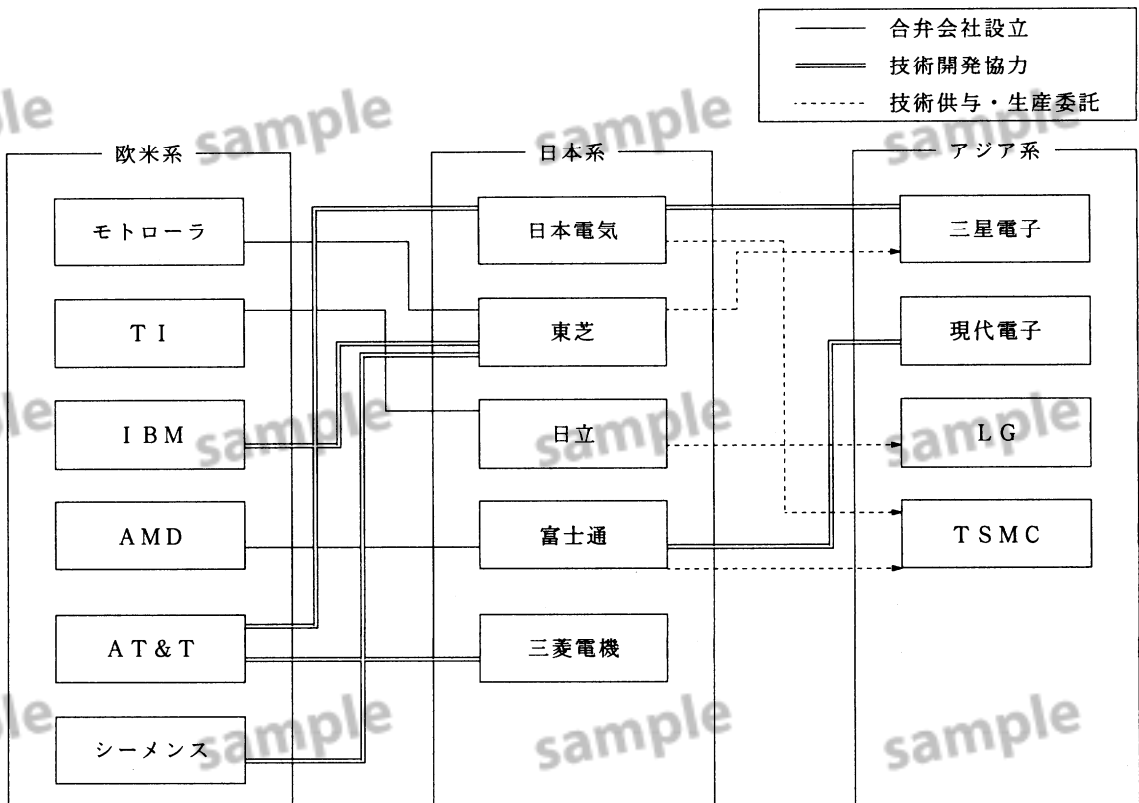 合弁会社設立
技術開発協力
技術供与・生産委託
欧米系
日本系
アジア系
モトローラ
日本電気
三星電子
TI
東芝
現代電子
IBM
日立
LG
AMD
富士通
TSMC
AT&T
三菱電機
シーメンス
ple
sample
sample
sample
ple
sample
sample
sample
ple
sample
sample
sample